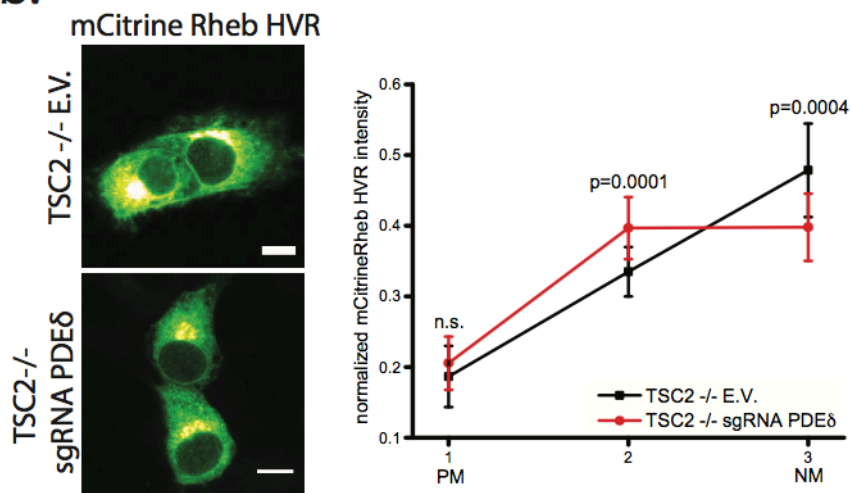 b.
mCitrine Rheb HVR
TSC2 -/- E.V.
TSC2-/-
sgRNA PDEδ
normalized mCitrineRheb HVR intensity
0.6
0.5
0.4
0.3
0.2
0.1
n.s.
p=0.0001
p=0.0004
TSC2 -/- E.V.
TSC2 -/- sgRNA PDEδ
1
2
3
PM
NM